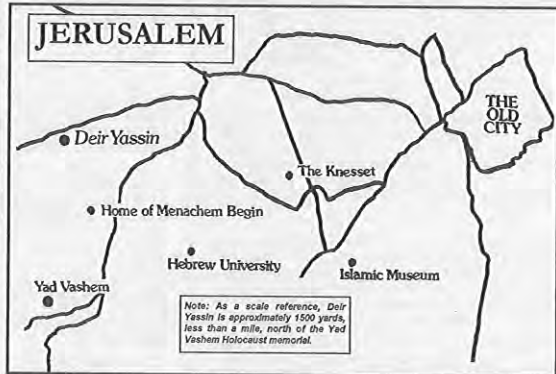 JERUSALEM
THE
OLD
CITY
Deir Yassin
The Knesset
Home of Menachem Begin
Hebrew University
Islamic Museum
Yad Vashem
Note: As a scale reference, Deir
Yassin is approximately 1500 yards,
less than a mile, north of the Yad
Vashem Holocaust memorial.